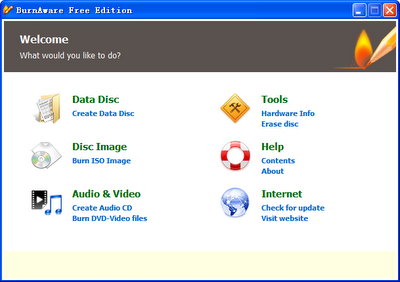 BurnAware Free Edition
Welcome
What would you like to do?
Data Disc
Create Data Disc
Disc Image
Burn ISO Image
Audio & Video
Create Audio CD
Burn DVD-Video files
Tools
Hardware Info
Erase disc
Help
Contents
About
Internet
Check for update
Visit website